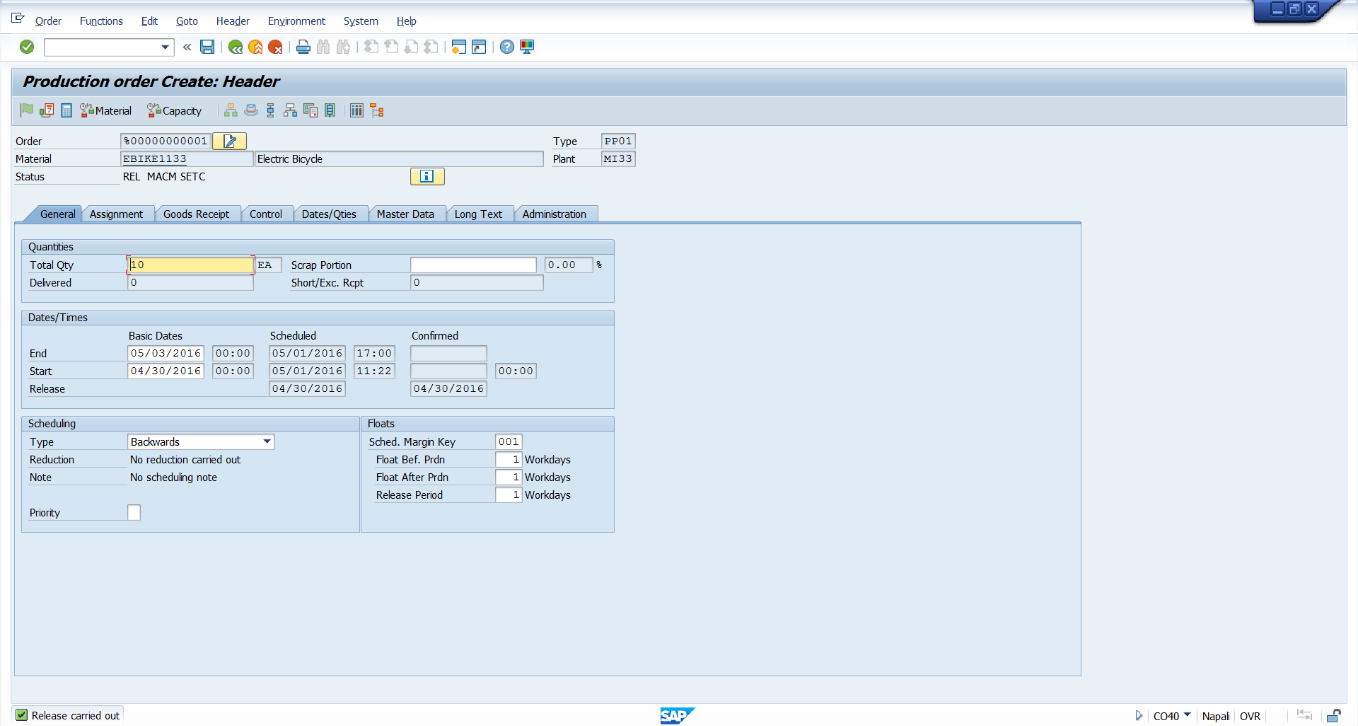 Order Functions Edit Goto Header Environment System Help
Production order Create: Header
Material Capacity
Order %00000000001 Type PP01
Material EBIKE1133 Electric Bicycle Plant MI33
Status REL MACM SETC
General Assignment Goods Receipt Control Dates/Qties Master Data Long Text Administration
Quantities
Total Qty 10 EA Scrap Portion 0.00 %
Delivered 0 Short/Exc. Rcpt 0
Dates/Times
Basic Dates Scheduled Confirmed
End 05/03/2016 00:00 05/01/2016 17:00
Start 04/30/2016 00:00 05/01/2016 11:22 00:00
Release 04/30/2016 04/30/2016
Scheduling Floats
Type Backwards Sched. Margin Key 001
Reduction No reduction carried out Float Bef. Prdn 1 Workdays
Note No scheduling note Float After Prdn 1 Workdays
Release Period 1 Workdays
Priority
Release carried out SAP CO40 Napali OVR